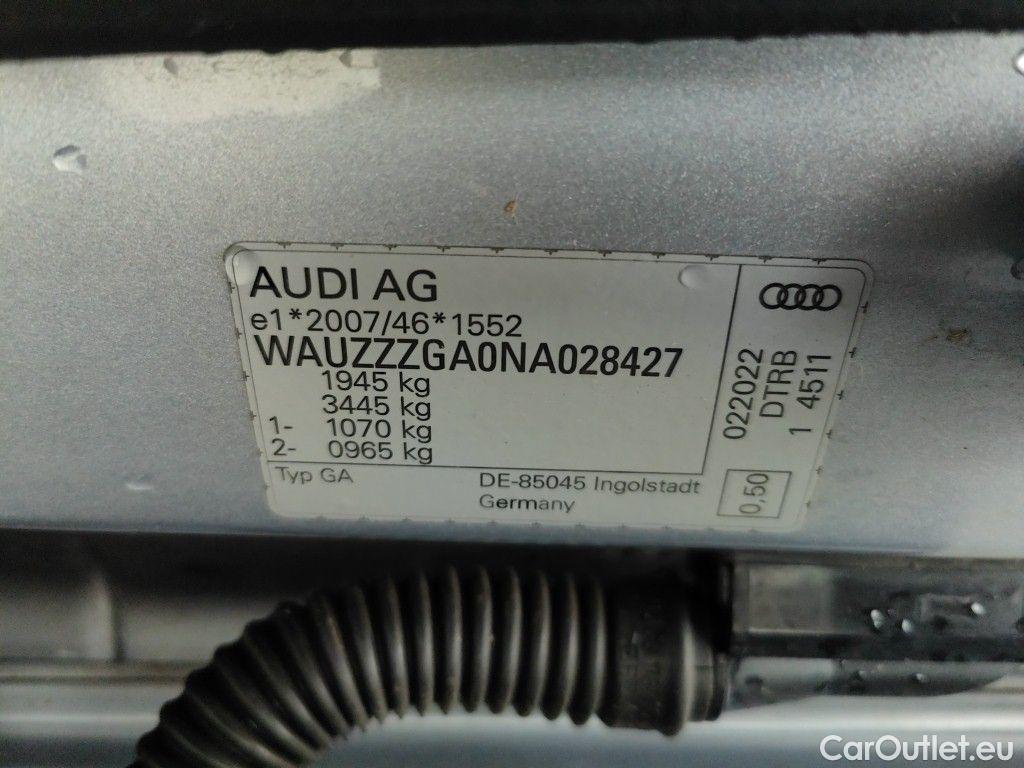 AUDI AG
e1*2007/46*1552
WAUZZZGA0NA028427
1945 kg
3445 kg
1- 1070 kg
2- 0965 kg
Typ GA
DE-85045 Ingolstadt
Germany
022022
DTRB
1 4511
0,50
CarOutlet.eu